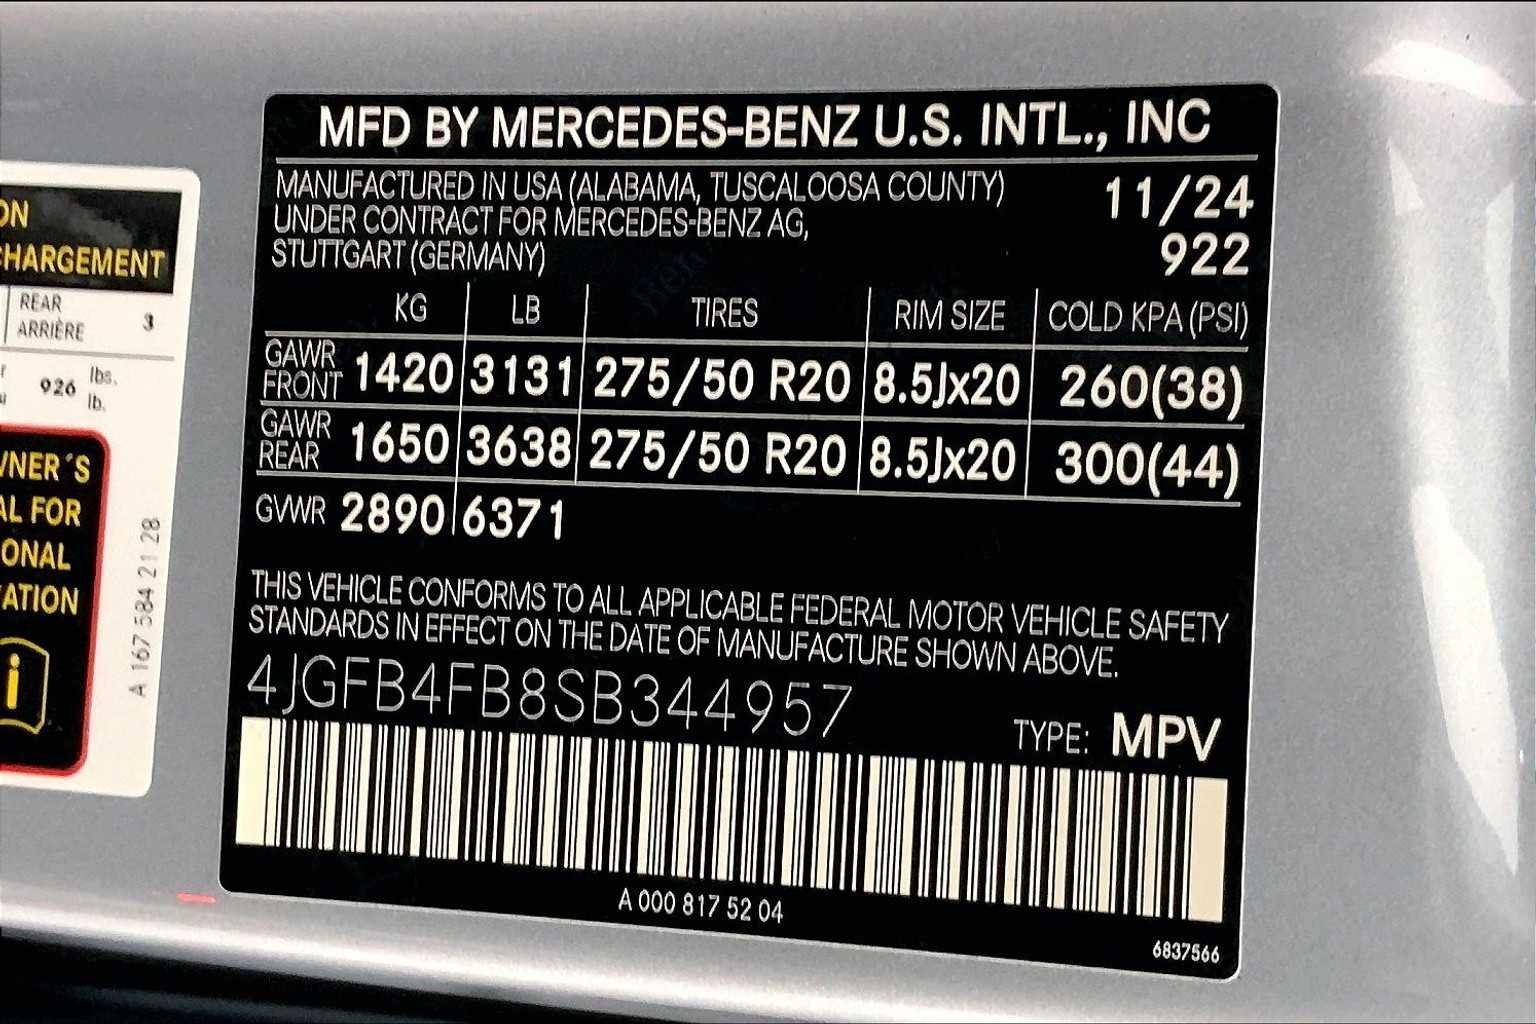 MFD BY MERCEDES-BENZ U.S. INTL., INC
MANUFACTURED IN USA (ALABAMA, TUSCALOOSA COUNTY) 11/24
UNDER CONTRACT FOR MERCEDES-BENZ AG, 922
STUTTGART (GERMANY)
KG LB TIRES RIM SIZE COLD KPA (PSI)
GAWR FRONT 1420 3131 275/50 R20 8.5Jx20 260(38)
GAWR REAR 1650 3638 275/50 R20 8.5Jx20 300(44)
GVWR 2890 6371
THIS VEHICLE CONFORMS TO ALL APPLICABLE FEDERAL MOTOR VEHICLE SAFETY
STANDARDS IN EFFECT ON THE DATE OF MANUFACTURE SHOWN ABOVE.
4JGFB4FB8SB344957
TYPE: MPV
A 000 817 52 04
6837566
ON
CHARGEMENT
REAR
ARRIÈRE 3
926 lbs.
lb.
WNER´S
AL FOR
ONAL
ATION
A 167 584 21 28